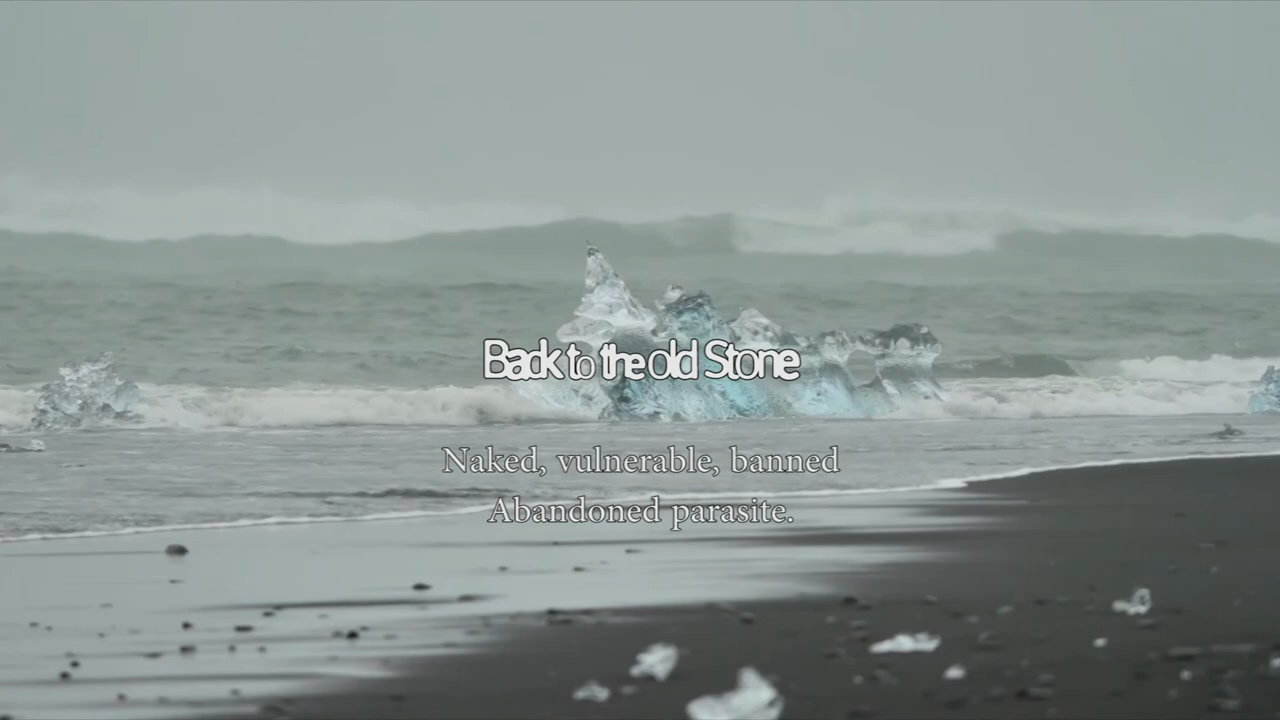 Back to the old Stone
Naked, vulnerable, banned
Abandoned parasite.